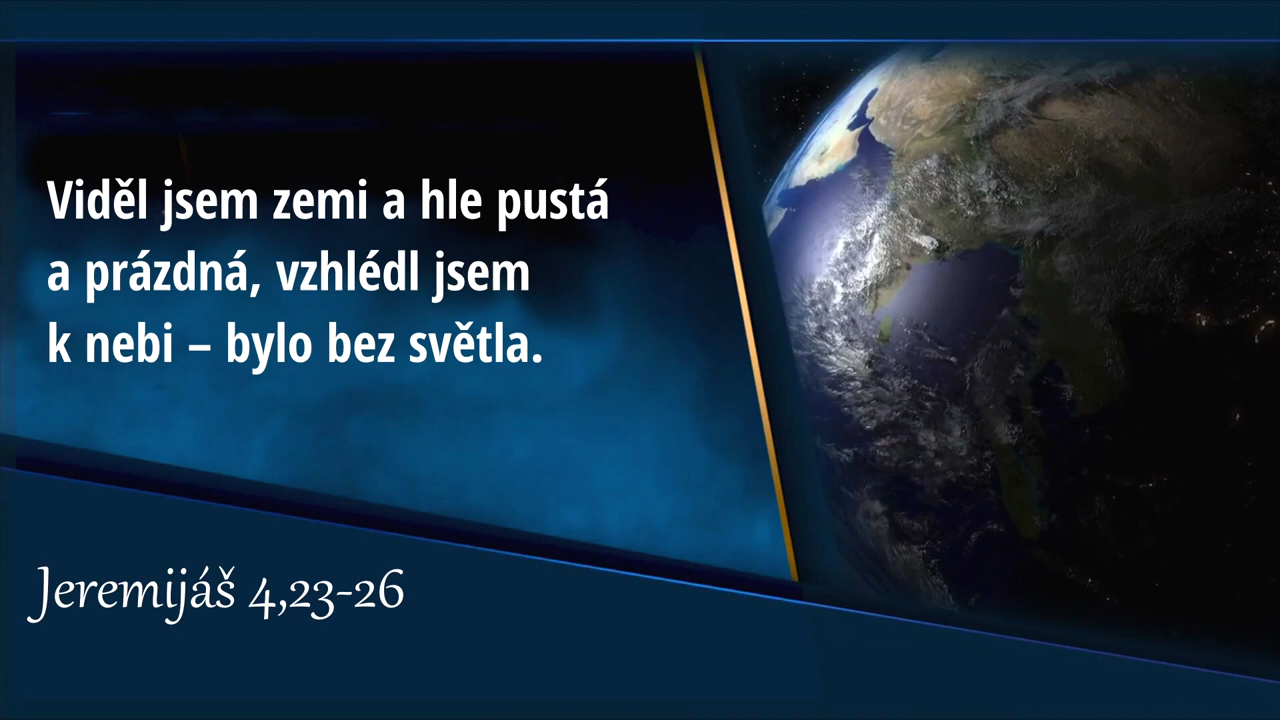 Viděl jsem zemi a hle pustá
a prázdná, vzhlédl jsem
k nebi – bylo bez světla.
Jeremijáš 4,23-26